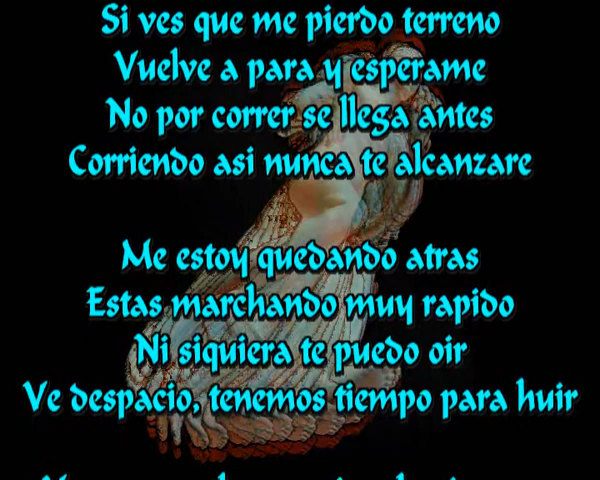 Si ves que me pierdo terreno
Vuelve a para y esperame
No por correr se llega antes
Corriendo asi nunca te alcanzare
Me estoy quedando atras
Estas marchando muy rapido
Ni siquiera te puedo oir
Ve despacio, tenemos tiempo para huir